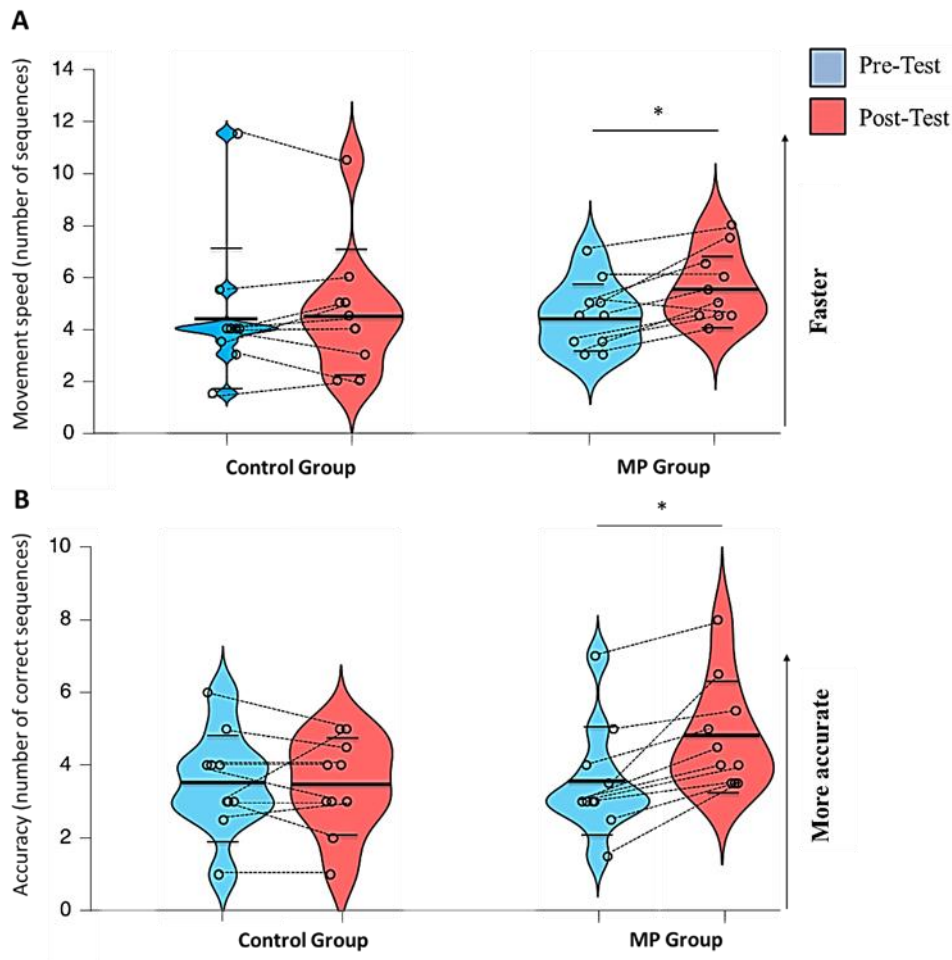 A
Movement speed (number of sequences)
14
12
10
8
6
4
2
0
*
Pre-Test
Post-Test
Faster
Control Group
MP Group
B
Accuracy (number of correct sequences)
10
8
6
4
2
0
*
More accurate
Control Group
MP Group